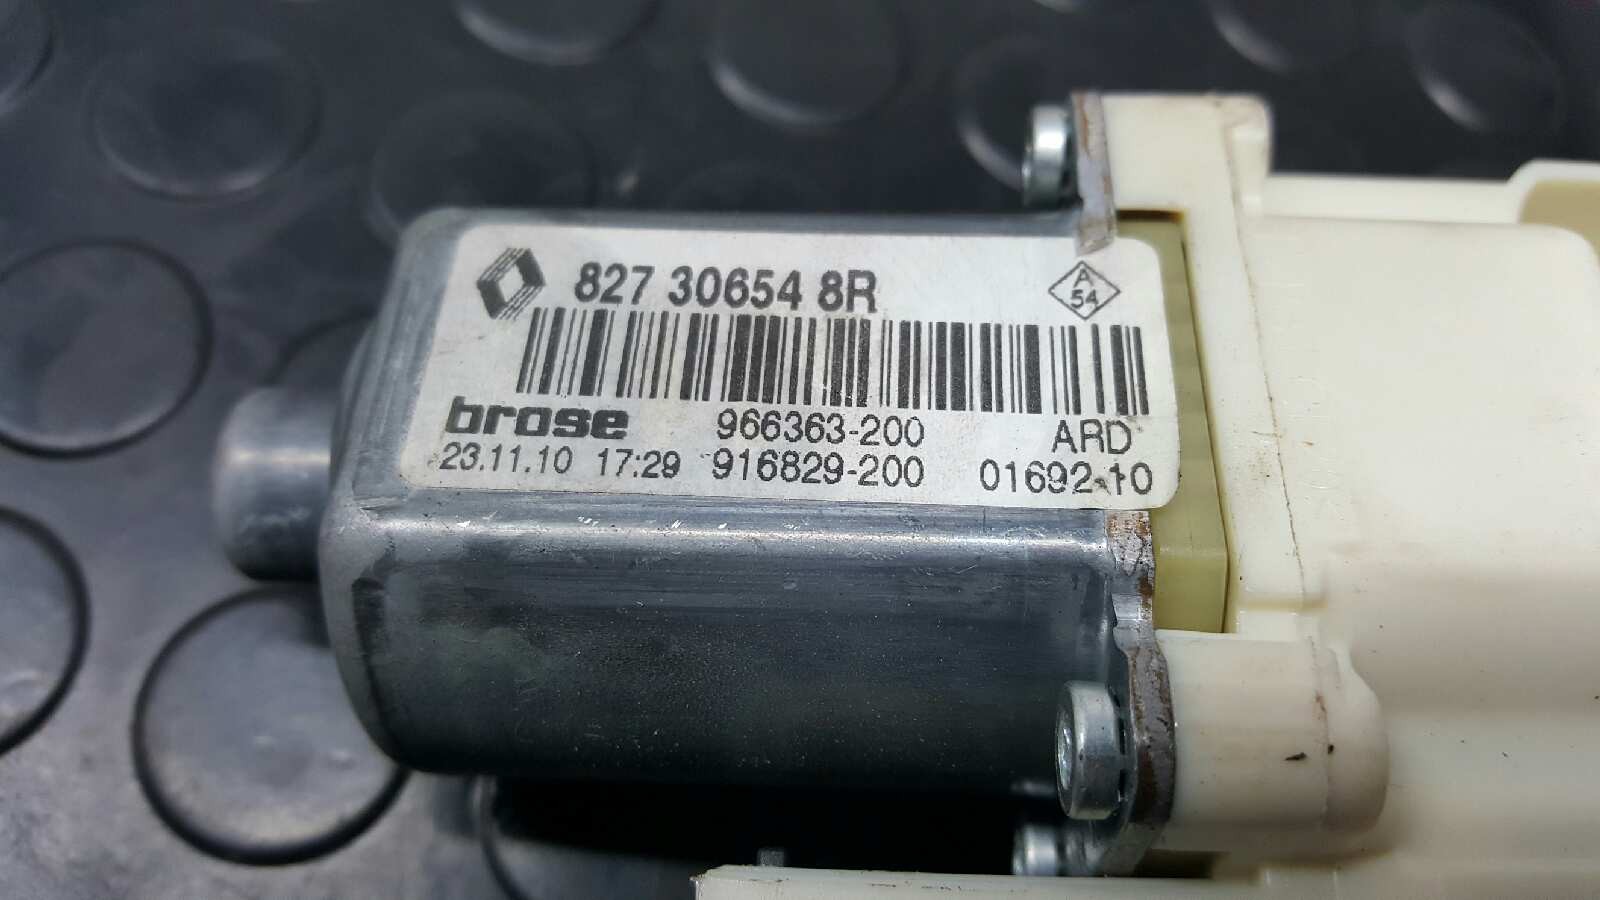 827 30654 8R
A
54
brose 966363-200 ARD
23.11.10 17:29 916829-200 01692-10